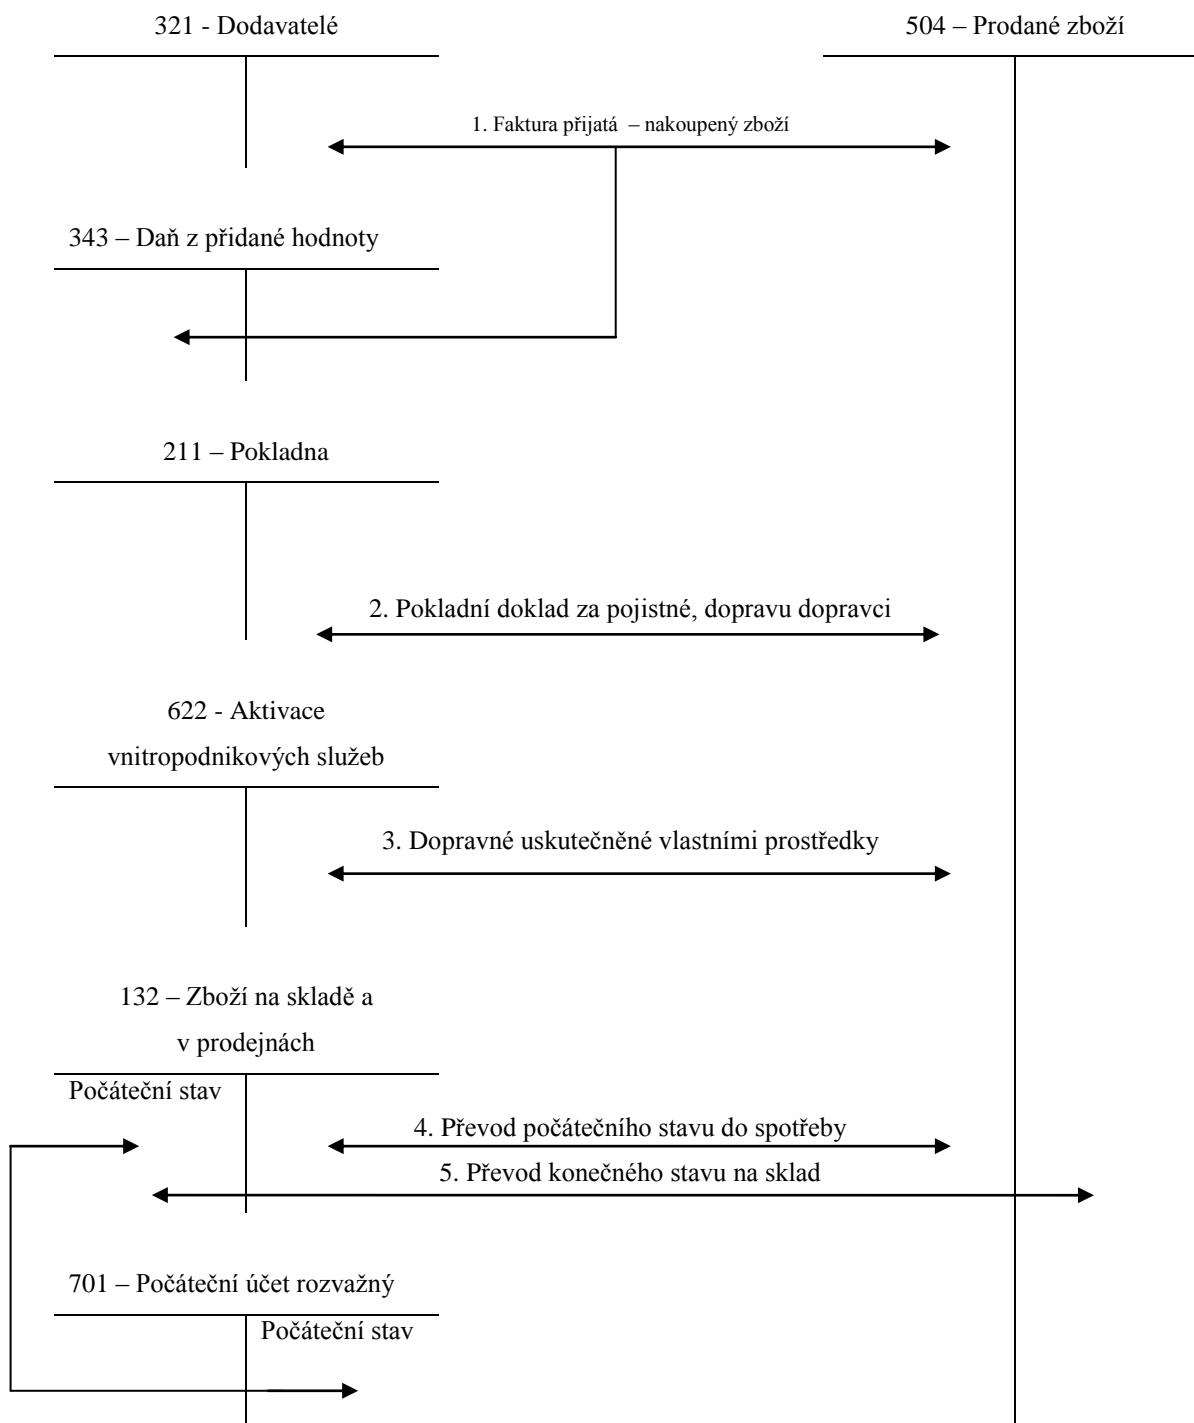 321 - Dodavatelé
504 – Prodané zboží
1. Faktura přijatá – nakoupený zboží
343 – Daň z přidané hodnoty
211 – Pokladna
2. Pokladní doklad za pojistné, dopravu dopravci
622 - Aktivace
vnitropodnikových služeb
3. Dopravné uskutečněné vlastními prostředky
132 – Zboží na skladě a
v prodejnách
Počáteční stav
4. Převod počátečního stavu do spotřeby
5. Převod konečného stavu na sklad
701 – Počáteční účet rozvažný
Počáteční stav